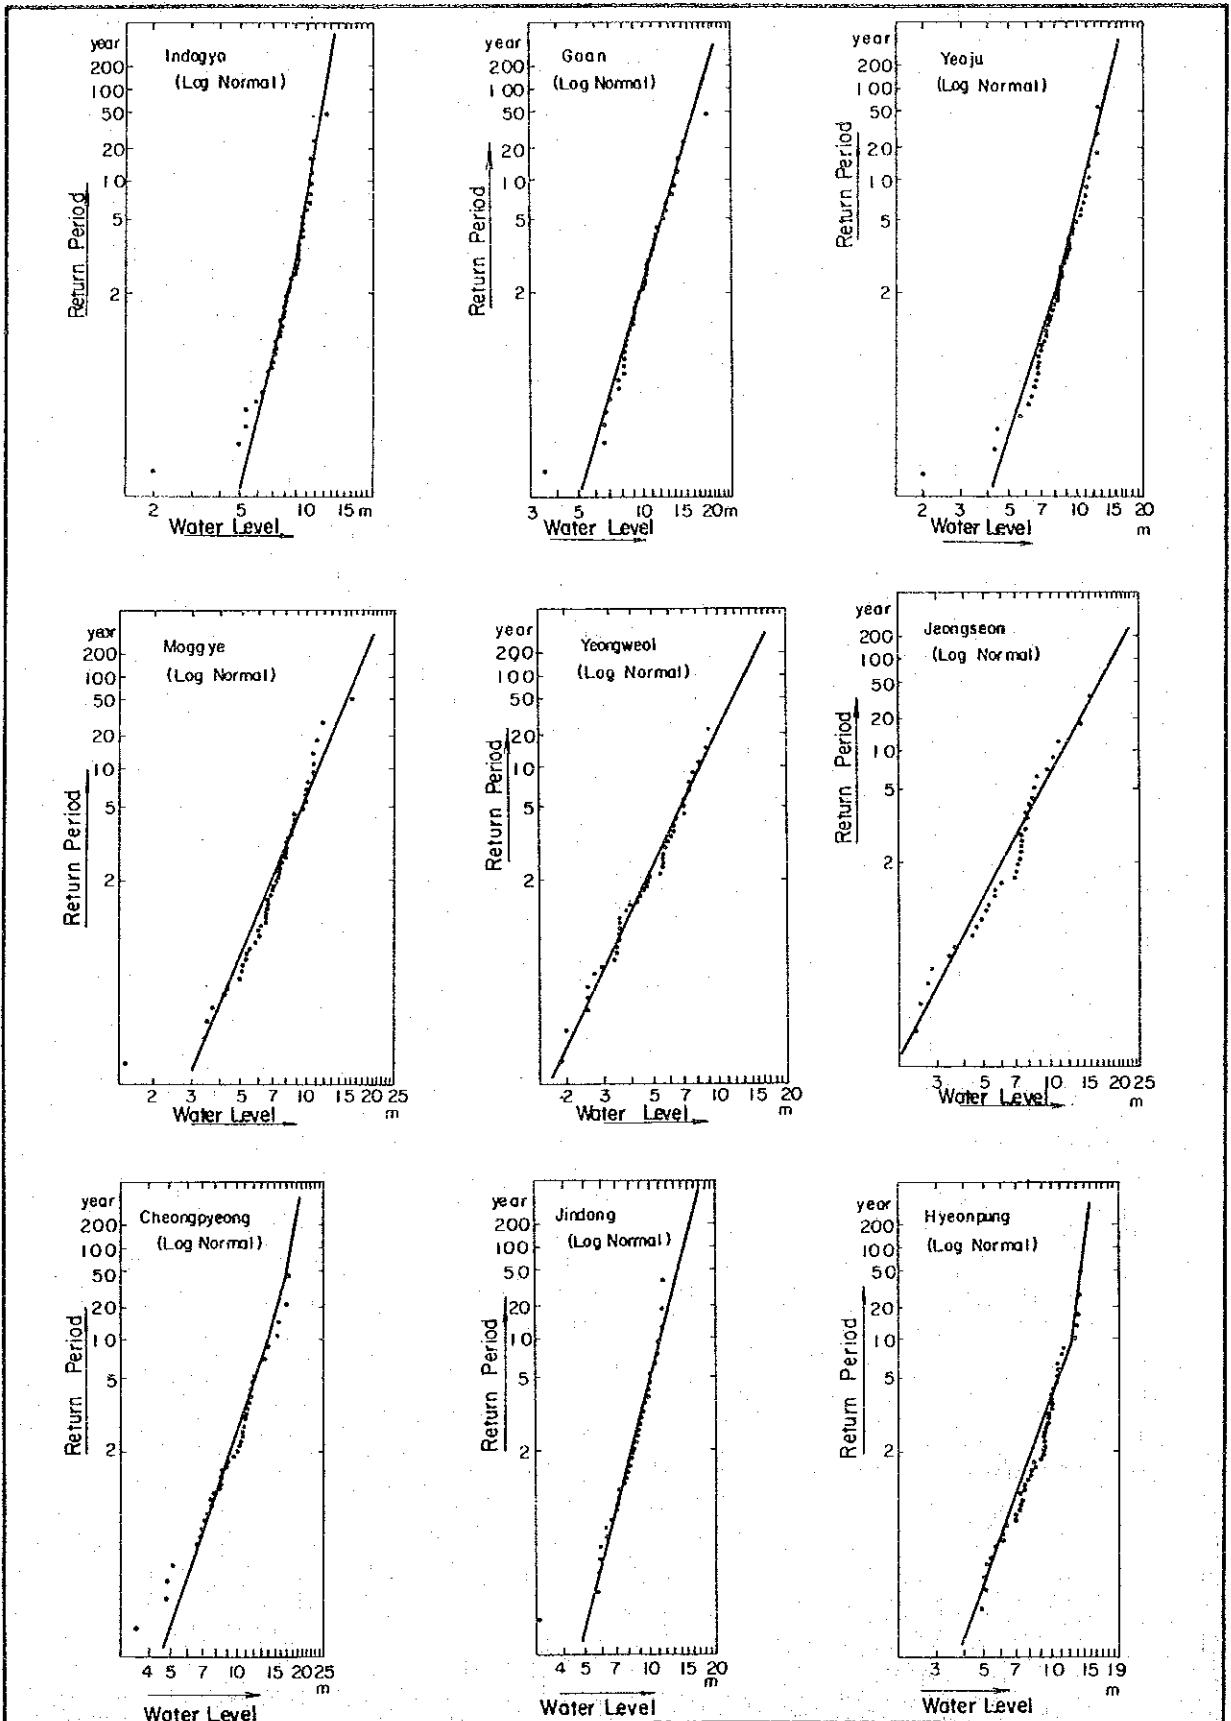 year
Indogyo
(Log Normal)
200
100
50
20
10
5
2
Return Period
2 5 10 15 m
Water Level
year
Goan
(Log Normal)
200
100
50
20
10
5
2
Return Period
3 5 7 10 15 20m
Water Level
year
Yeoju
(Log Normal)
200
100
50
20
10
5
2
Return Period
2 3 5 7 10 15 20
m
Water Level
year
Moggye
(Log Normal)
200
100
50
20
10
5
2
Return Period
2 3 5 7 10 15 20 25
m
Water Level
year
Yeongweol
(Log Normal)
200
100
50
20
10
5
2
Return Period
2 3 5 7 10 15 20
m
Water Level
year
Jeongseon
(Log Normal)
200
100
50
20
10
5
2
Return Period
3 5 7 10 15 20 25
m
Water Level
year
Cheongpyeong
(Log Normal)
200
100
50
20
10
5
2
Return Period
4 5 7 10 15 20 25
m
Water Level
year
Jindong
(Log Normal)
200
100
50
20
10
5
2
Return Period
4 5 7 10 15 20
m
Water Level
year
Hyeonpung
(Log Normal)
200
100
50
20
10
5
2
Return Period
3 5 7 10 15 19
m
Water Level